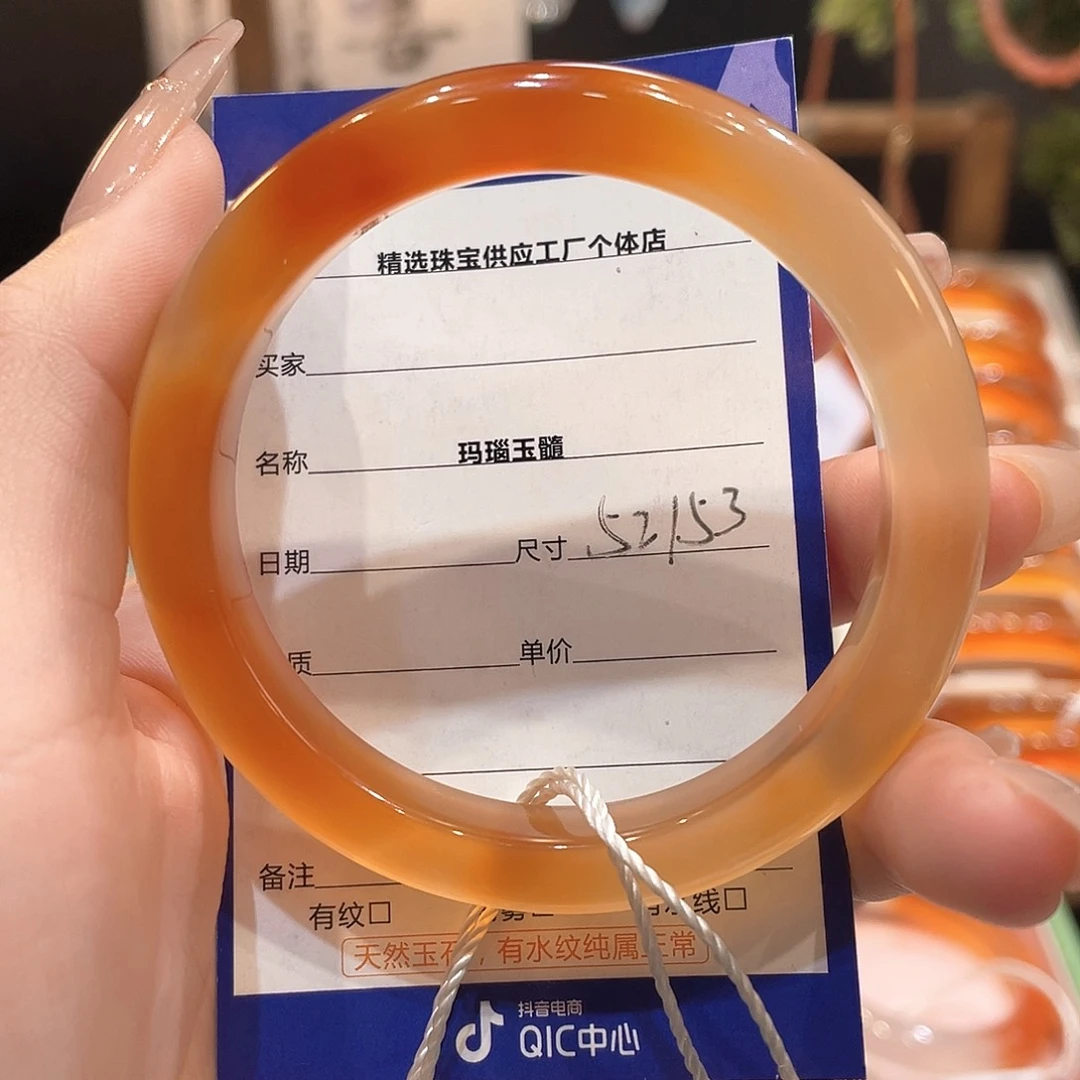 精选珠宝供应工厂个体店
买家
名称 玛瑙玉髓
日期 尺寸 52/53
质 单价
备注
有纹□ 线□
天然玉石，有水纹纯属正常
抖音电商
QIC中心